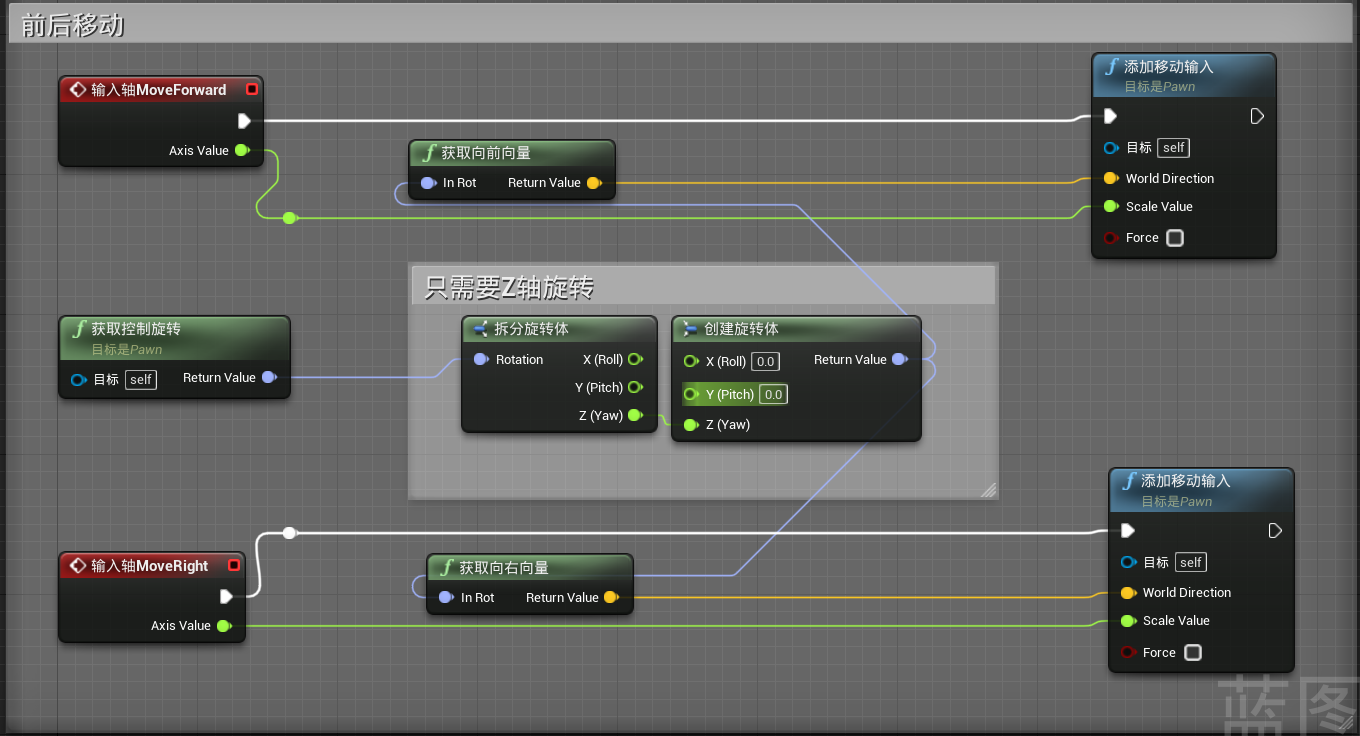 前后移动
输入轴MoveForward
Axis Value
获取向前向量
In Rot
Return Value
添加移动输入
目标是Pawn
目标 self
World Direction
Scale Value
Force
只需要Z轴旋转
获取控制旋转
目标是Pawn
目标 self
Return Value
拆分旋转体
Rotation
X (Roll)
Y (Pitch)
Z (Yaw)
创建旋转体
X (Roll) 0.0
Return Value
Y (Pitch) 0.0
Z (Yaw)
输入轴MoveRight
Axis Value
获取向右向量
In Rot
Return Value
添加移动输入
目标是Pawn
目标 self
World Direction
Scale Value
Force
蓝图